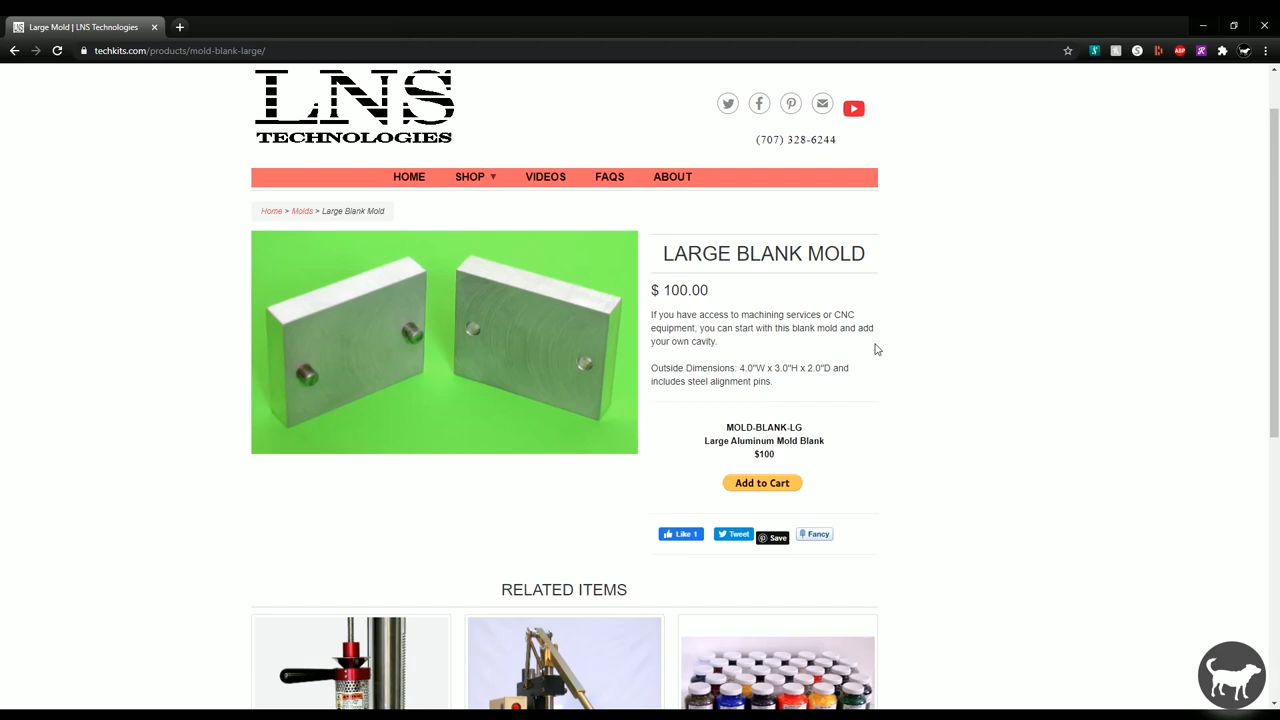 Large Mold | LNS Technologies
techkits.com/products/mold-blank-large/
LNS
TECHNOLOGIES
(707) 328-6244
HOME SHOP ▾ VIDEOS FAQS ABOUT
Home > Molds > Large Blank Mold
LARGE BLANK MOLD
$ 100.00
If you have access to machining services or CNC
equipment, you can start with this blank mold and add
your own cavity.
Outside Dimensions: 4.0"W x 3.0"H x 2.0"D and
includes steel alignment pins.
MOLD-BLANK-LG
Large Aluminum Mold Blank
$100
Add to Cart
Like 1 Tweet Save Fancy
RELATED ITEMS